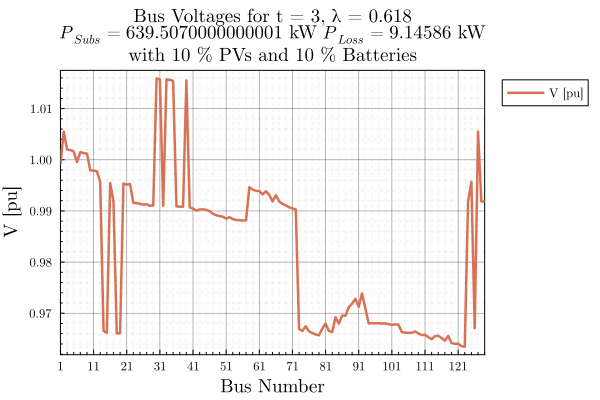 Bus Voltages for t = 3, λ = 0.618
P_Subs = 639.5070000000001 kW P_Loss = 9.14586 kW
with 10 % PVs and 10 % Batteries
V [pu]
1.01
1.00
0.99
0.98
0.97
V [pu]
1 11 21 31 41 51 61 71 81 91 101 111 121
Bus Number